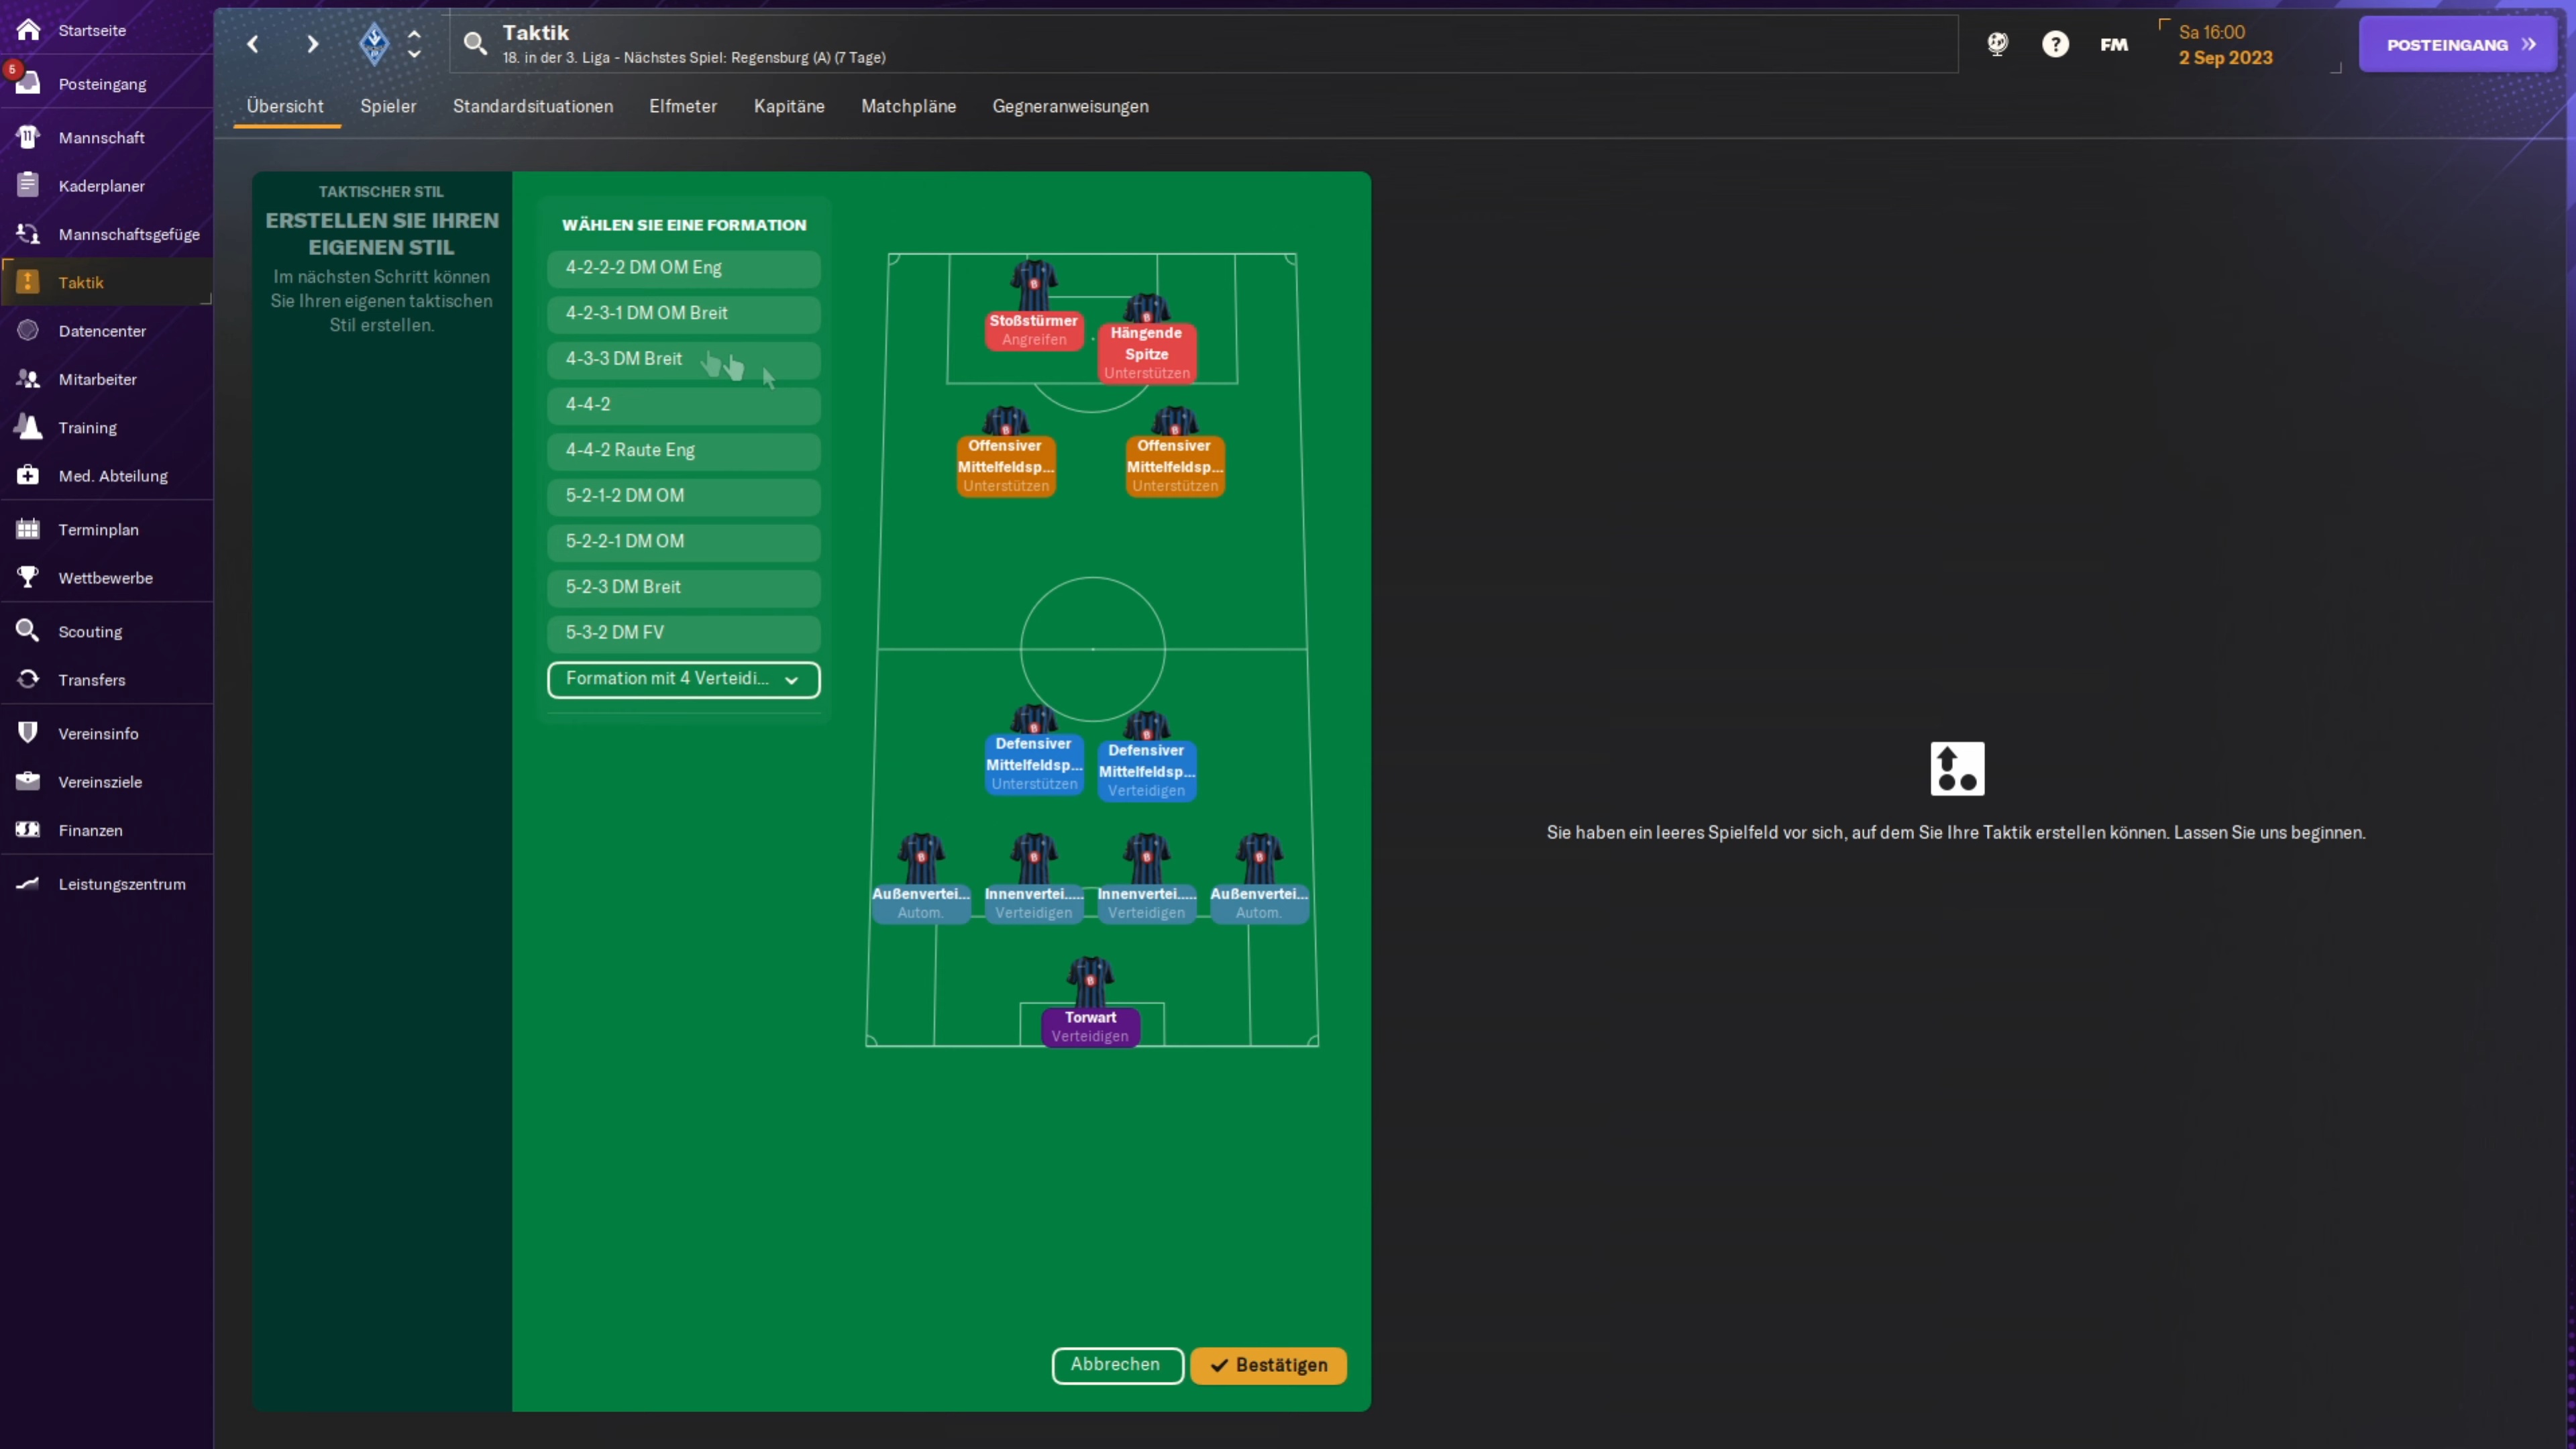 Startseite
5
Posteingang
11
Mannschaft
Kaderplaner
Mannschaftsgefüge
Taktik
Datencenter
Mitarbeiter
Training
Med. Abteilung
Terminplan
Wettbewerbe
Scouting
Transfers
Vereinsinfo
Vereinsziele
Finanzen
Leistungszentrum
Taktik
18. in der 3. Liga - Nächstes Spiel: Regensburg (A) (7 Tage)
?
FM
Sa 16:00
2 Sep 2023
POSTEINGANG
Übersicht
Spieler
Standardsituationen
Elfmeter
Kapitäne
Matchpläne
Gegneranweisungen
TAKTISCHER STIL
ERSTELLEN SIE IHREN
EIGENEN STIL
Im nächsten Schritt können
Sie Ihren eigenen taktischen
Stil erstellen.
WÄHLEN SIE EINE FORMATION
4-2-2-2 DM OM Eng
4-2-3-1 DM OM Breit
4-3-3 DM Breit
4-4-2
4-4-2 Raute Eng
5-2-1-2 DM OM
5-2-2-1 DM OM
5-2-3 DM Breit
5-3-2 DM FV
Formation mit 4 Verteidi...
Stoßstürmer
Angreifen
Hängende
Spitze
Unterstützen
Offensiver
Mittelfeldsp...
Unterstützen
Offensiver
Mittelfeldsp...
Unterstützen
Defensiver
Mittelfeldsp...
Unterstützen
Defensiver
Mittelfeldsp...
Verteidigen
Außenvertei...
Autom.
Innenvertei.....
Verteidigen
Innenvertei.....
Verteidigen
Außenvertei...
Autom.
Torwart
Verteidigen
Abbrechen
Bestätigen
Sie haben ein leeres Spielfeld vor sich, auf dem Sie Ihre Taktik erstellen können. Lassen Sie uns beginnen.